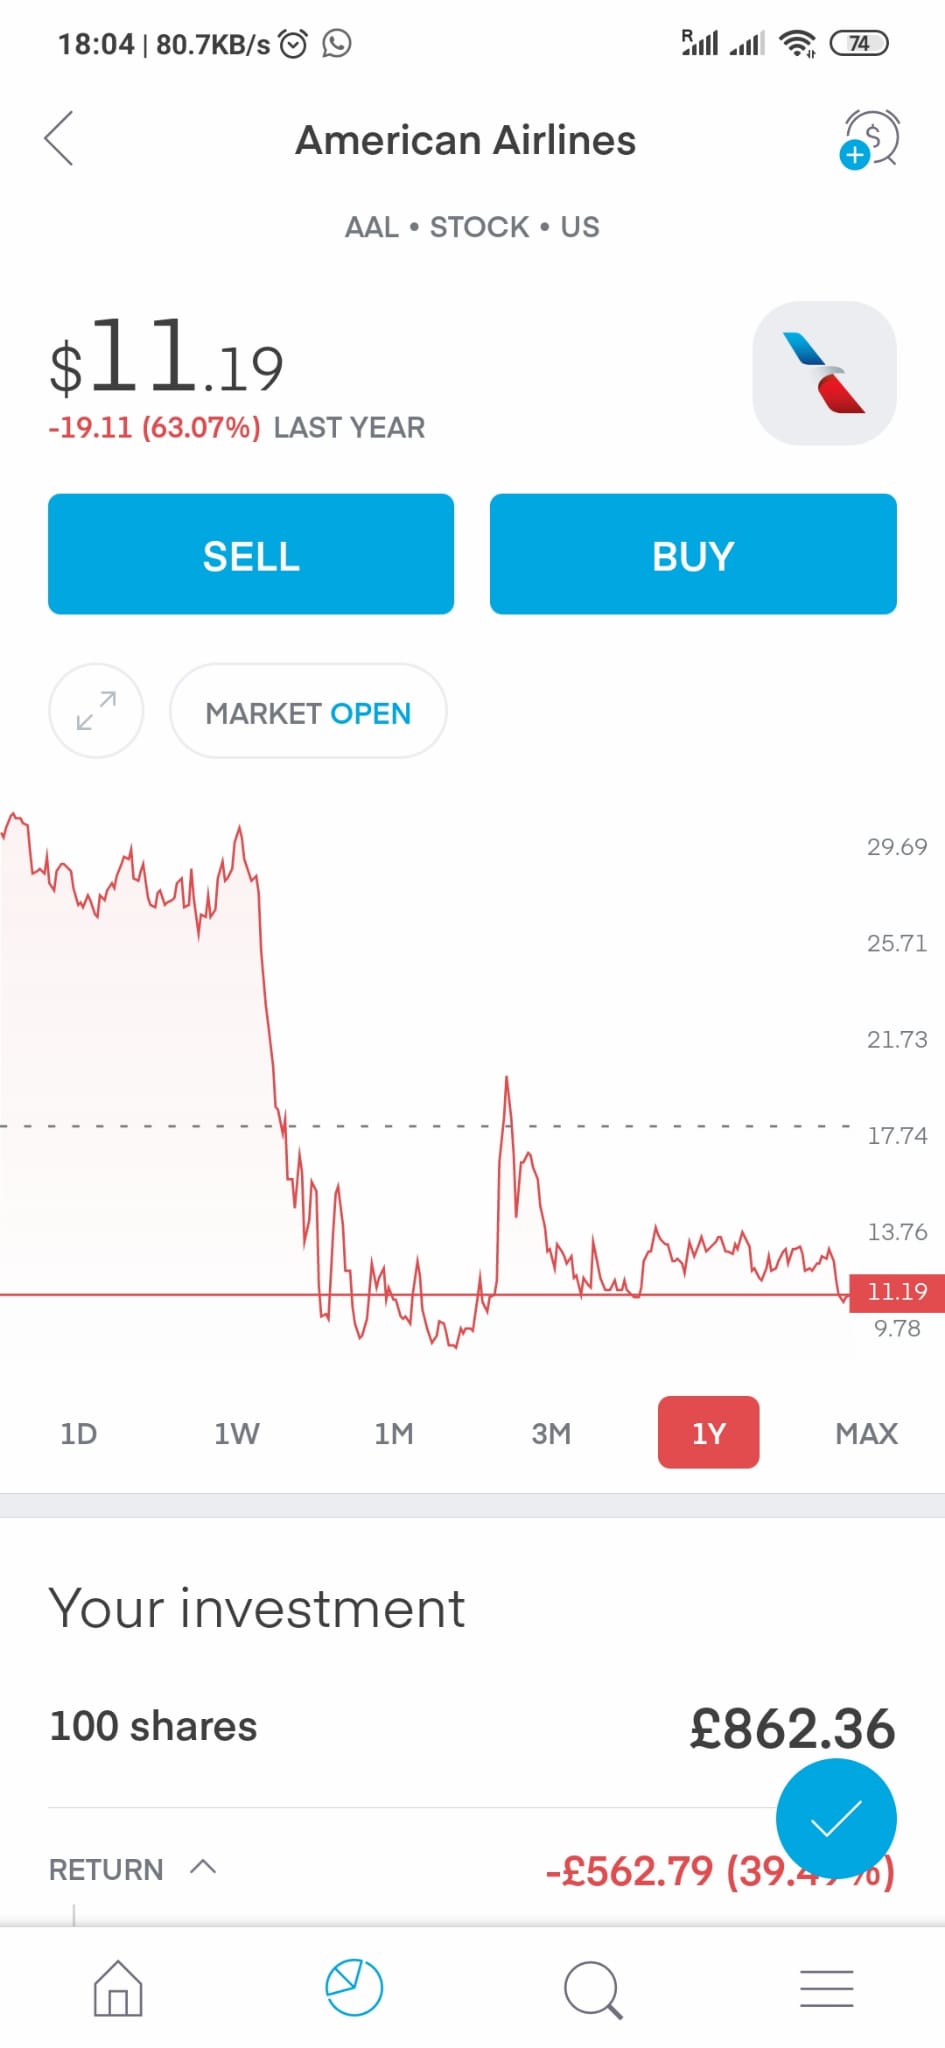 18:04 | 80.7KB/s
R
74
American Airlines
AAL • STOCK • US
$11.19
-19.11 (63.07%) LAST YEAR
SELL
BUY
MARKET OPEN
29.69
25.71
21.73
17.74
13.76
11.19
9.78
1D 1W 1M 3M 1Y MAX
Your investment
100 shares £862.36
RETURN -£562.79